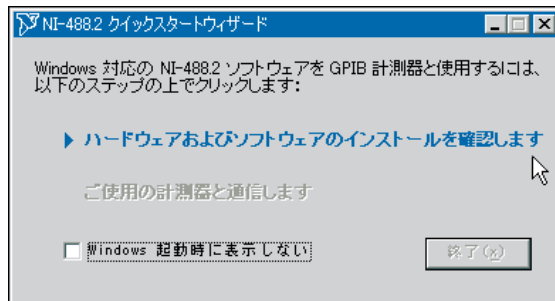 NI-488.2 クイックスタートウィザード
Windows 対応の NI-488.2 ソフトウェアを GPIB 計測器と使用するには、
以下のステップの上でクリックします:
ハードウェアおよびソフトウェアのインストールを確認します
ご使用の計測器と通信します
Windows 起動時に表示しない
終了(x)